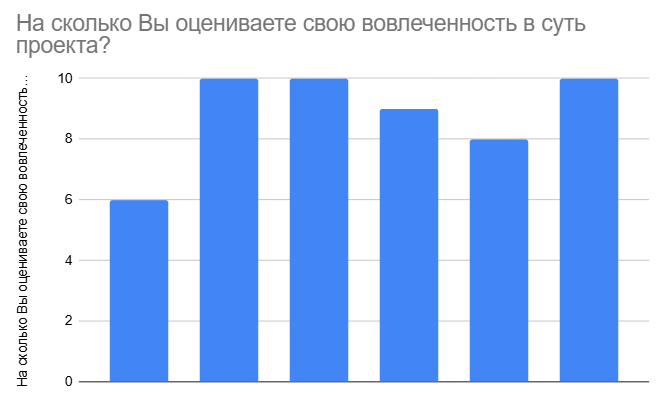 На сколько Вы оцениваете свою вовлеченность в суть
проекта?
На сколько Вы оцениваете свою вовлеченность…
10
8
6
4
2
0